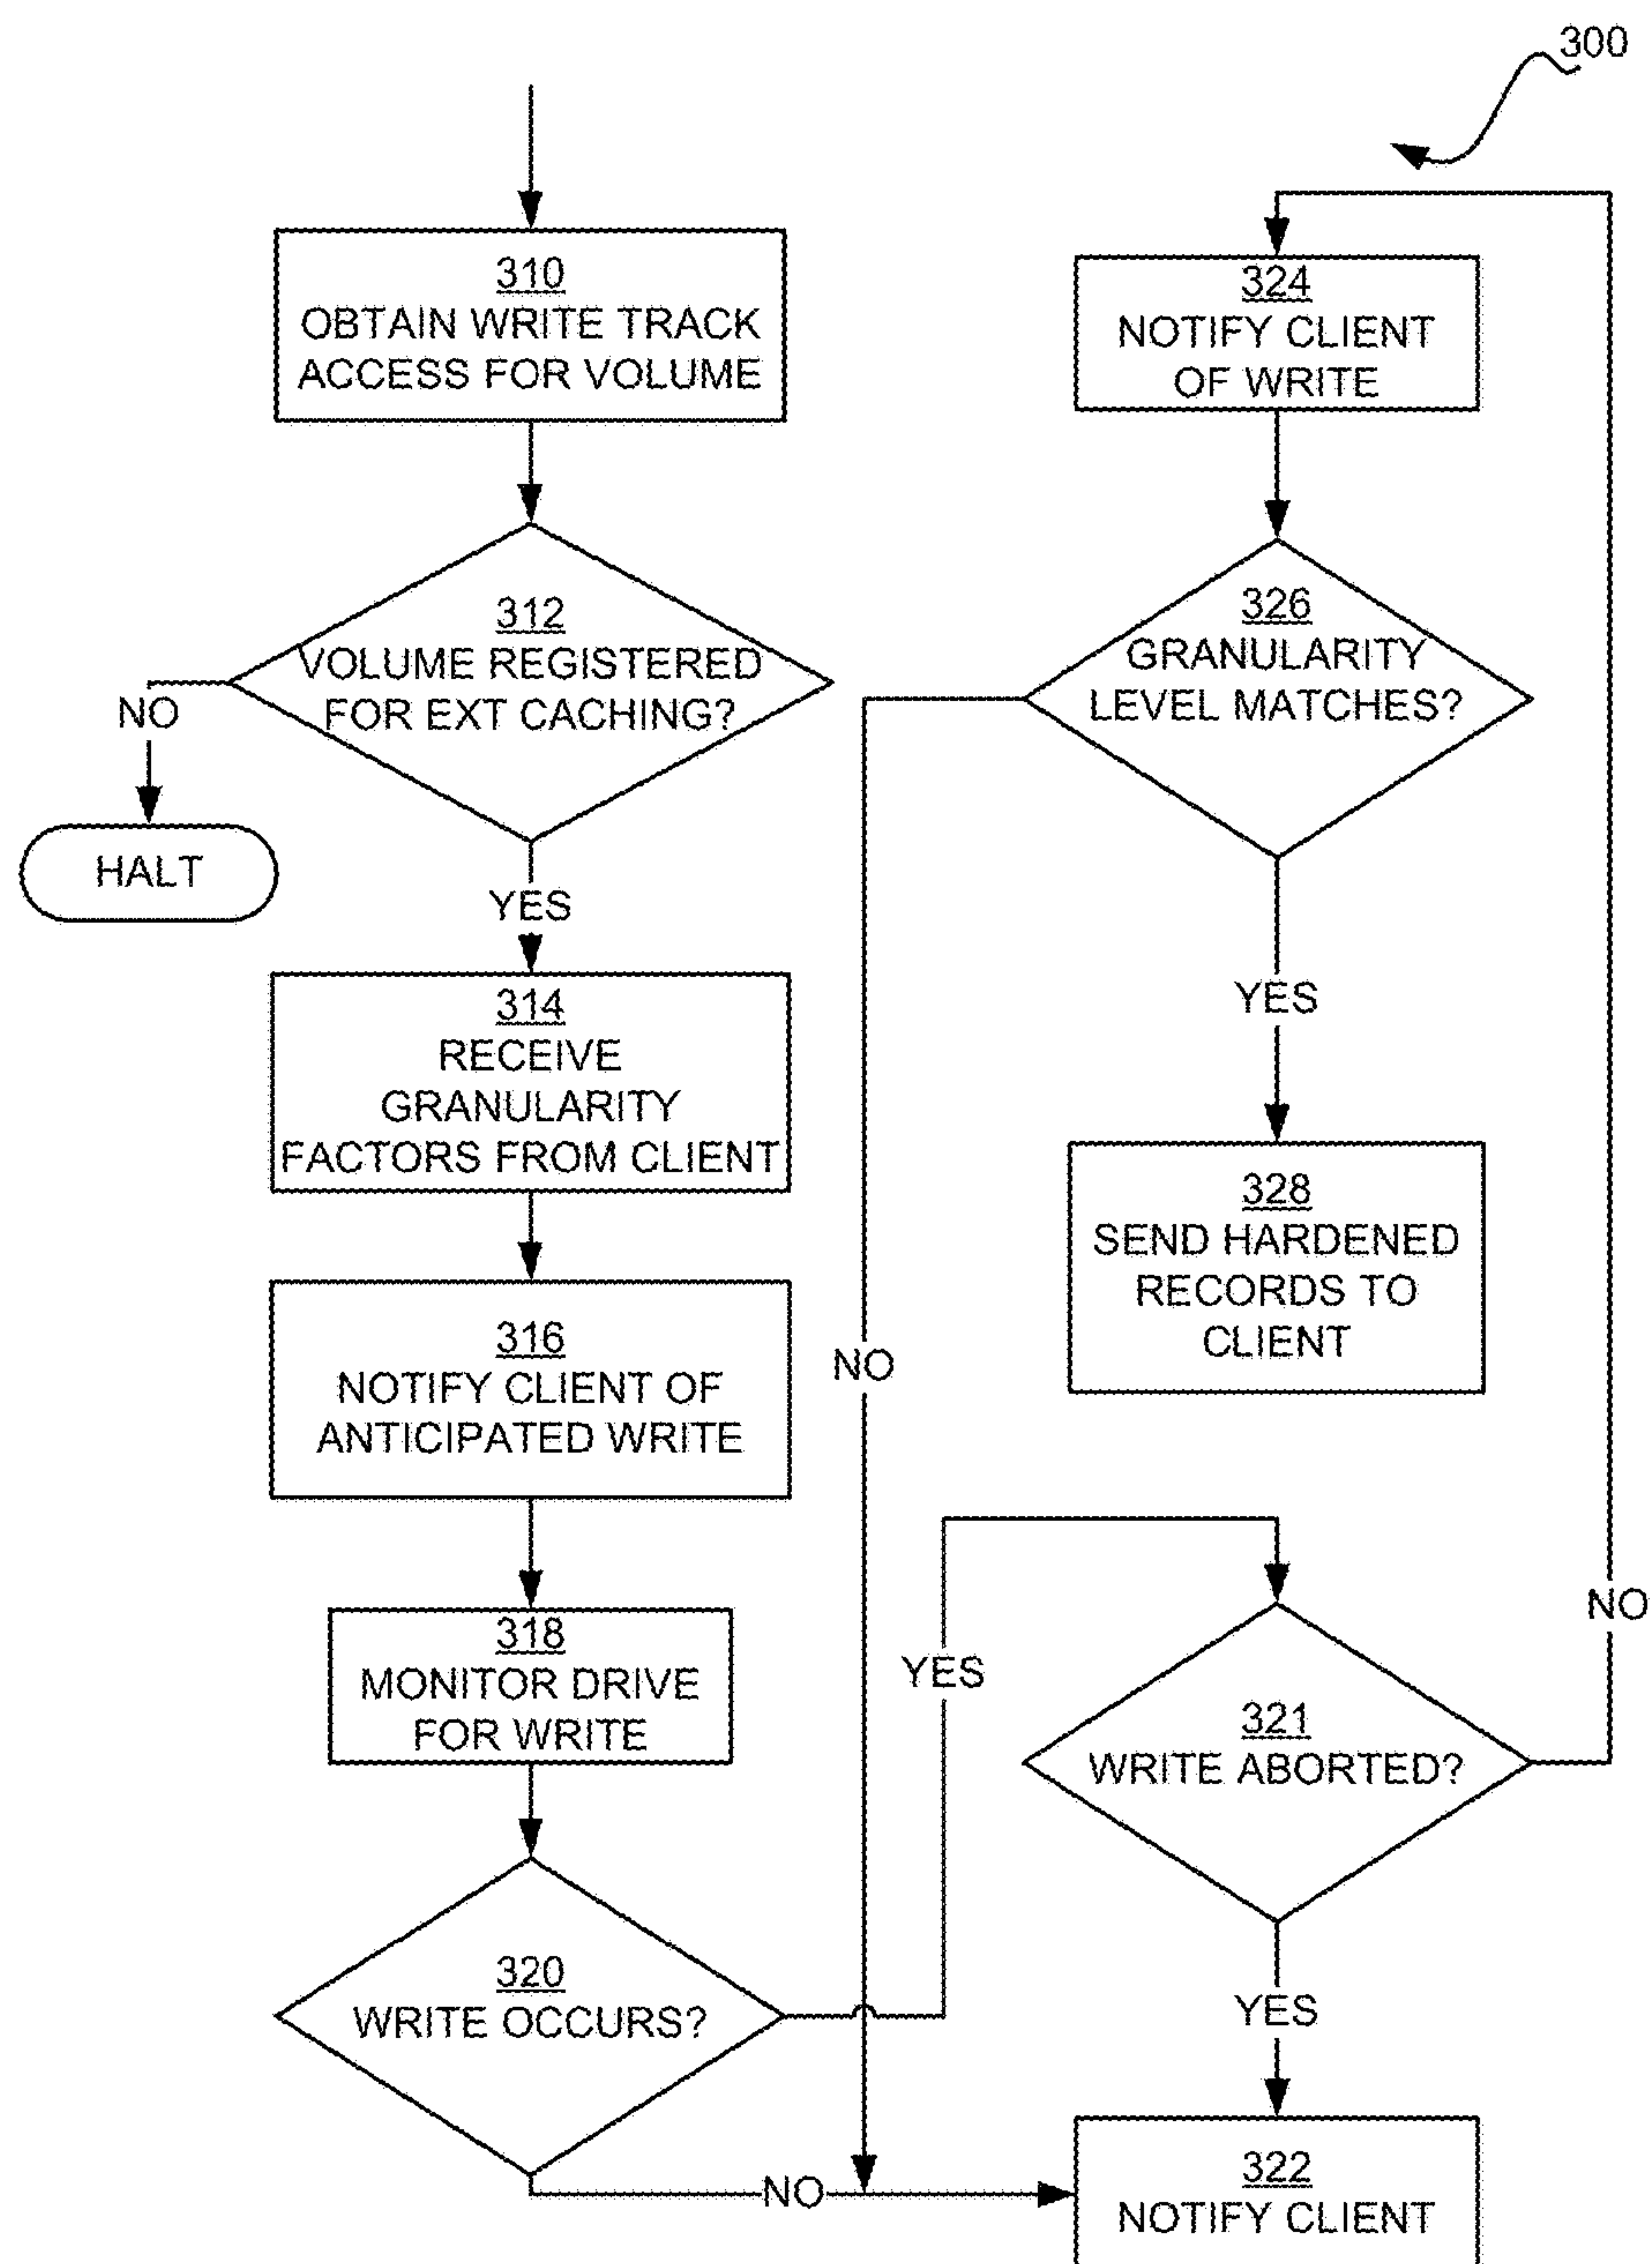 300
310
OBTAIN WRITE TRACK
ACCESS FOR VOLUME
312
VOLUME REGISTERED
FOR EXT CACHING?
NO
HALT
YES
314
RECEIVE
GRANULARITY
FACTORS FROM CLIENT
316
NOTIFY CLIENT OF
ANTICIPATED WRITE
318
MONITOR DRIVE
FOR WRITE
320
WRITE OCCURS?
YES
NO
321
WRITE ABORTED?
YES
NO
322
NOTIFY CLIENT
324
NOTIFY CLIENT
OF WRITE
326
GRANULARITY
LEVEL MATCHES?
NO
YES
328
SEND HARDENED
RECORDS TO
CLIENT